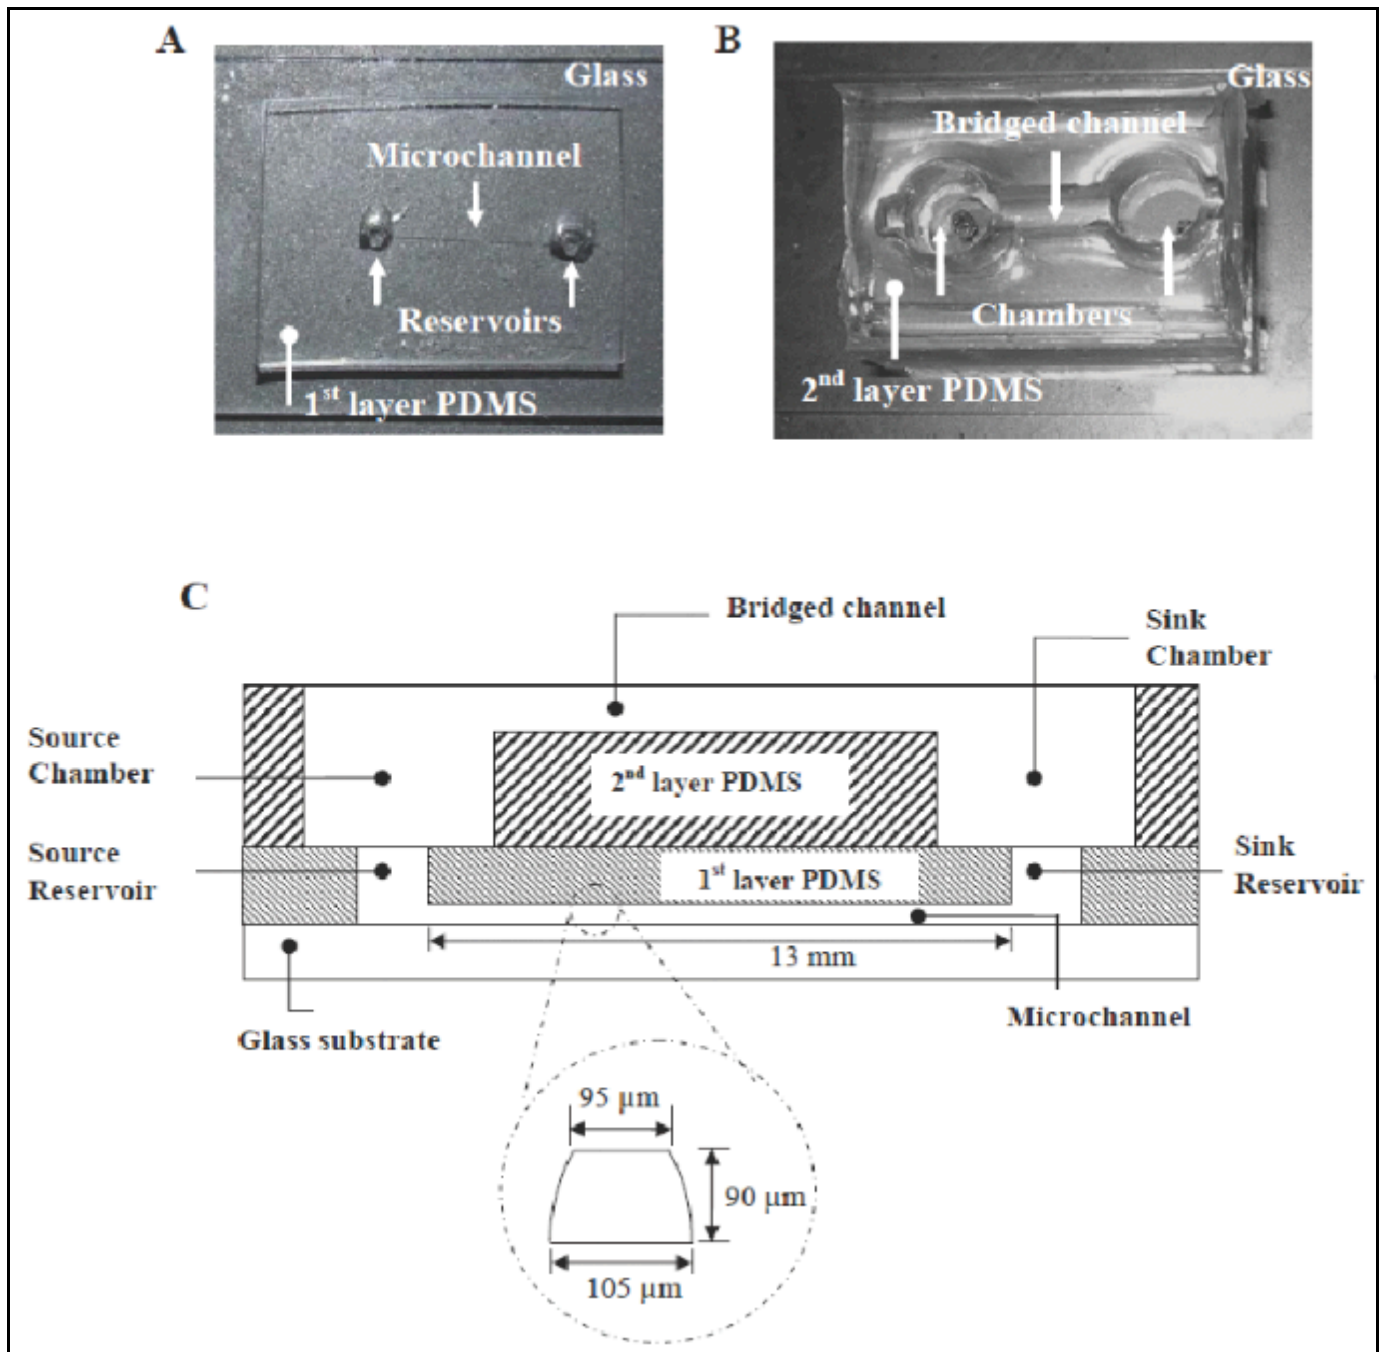 A
Glass
Microchannel
Reservoirs
1st layer PDMS
B
Glass
Bridged channel
Chambers
2nd layer PDMS
C
Bridged channel
Sink
Chamber
Source
Chamber
2nd layer PDMS
Source
Reservoir
1st laver PDMS
Sink
Reservoir
13 mm
Microchannel
Glass substrate
95 µm
90 µm
105 µm